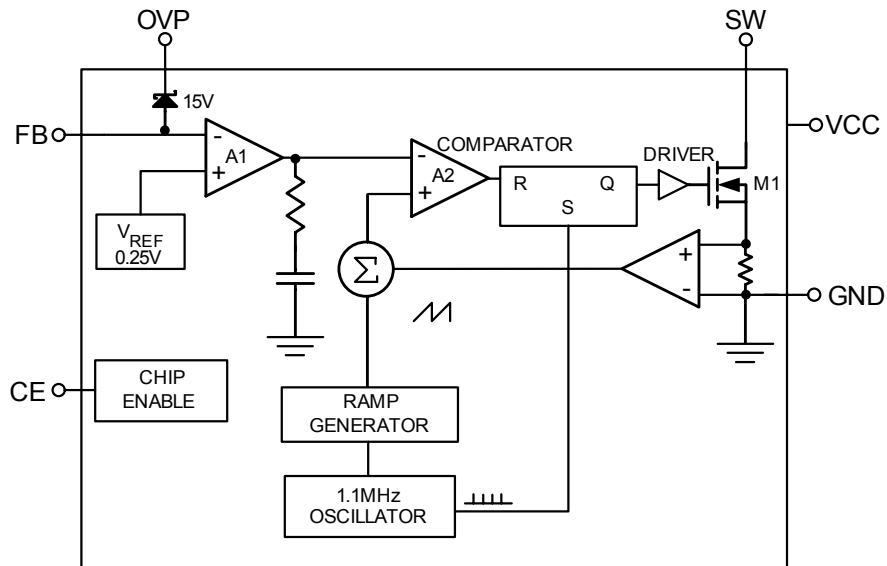 OVP
SW
15V
FB
-
A1
+
COMPARATOR
-
A2
+
VCC
DRIVER
R
Q
S
M1
VREF
0.25V
Σ
+
-
GND
CE
CHIP
ENABLE
RAMP
GENERATOR
1.1MHz
OSCILLATOR